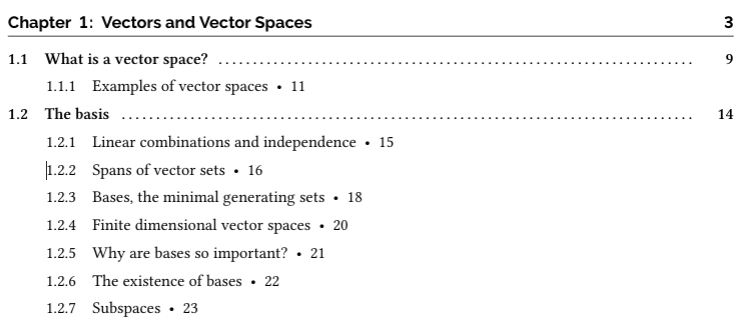 Chapter 1: Vectors and Vector Spaces 3
1.1 What is a vector space? ........................................................................ 9
1.1.1 Examples of vector spaces • 11
1.2 The basis ........................................................................ 14
1.2.1 Linear combinations and independence • 15
1.2.2 Spans of vector sets • 16
1.2.3 Bases, the minimal generating sets • 18
1.2.4 Finite dimensional vector spaces • 20
1.2.5 Why are bases so important? • 21
1.2.6 The existence of bases • 22
1.2.7 Subspaces • 23